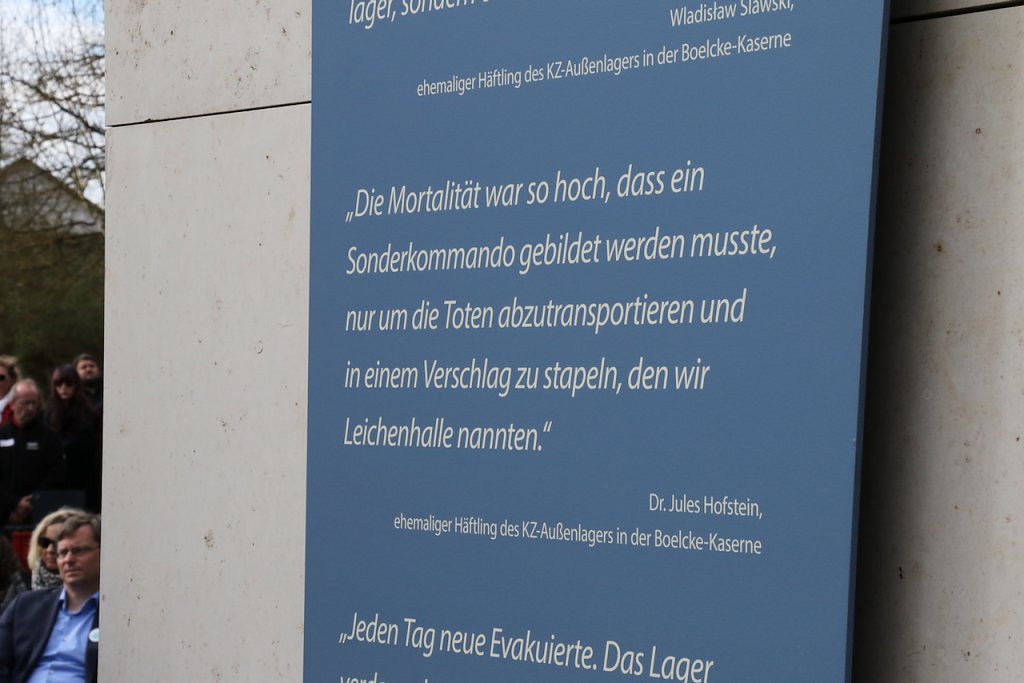 lager, sondern
Wladisław Slawski,
ehemaliger Häftling des KZ-Außenlagers in der Boelcke-Kaserne
„Die Mortalität war so hoch, dass ein
Sonderkommando gebildet werden musste,
nur um die Toten abzutransportieren und
in einem Verschlag zu stapeln, den wir
Leichenhalle nannten.“
Dr. Jules Hofstein,
ehemaliger Häftling des KZ-Außenlagers in der Boelcke-Kaserne
„Jeden Tag neue Evakuierte. Das Lager